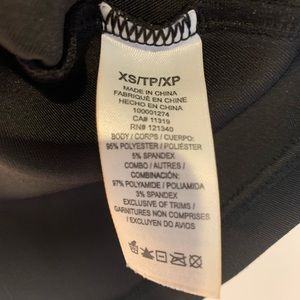 XS/TP/XP
MADE IN CHINA
FABRIQUÉ EN CHINE
HECHO EN CHINA
100001274
CA# 11319
RN# 121340
BODY / CORPS / CUERPO:
95% POLYESTER / POLIÉSTER
5% SPANDEX
COMBO / AUTRES /
COMBINACIÓN:
97% POLYAMIDE / POLIAMIDA
3% SPANDEX
EXCLUSIVE OF TRIMS /
GARNITURES NON COMPRISES
/ EXCLUYEN DO AVIOS